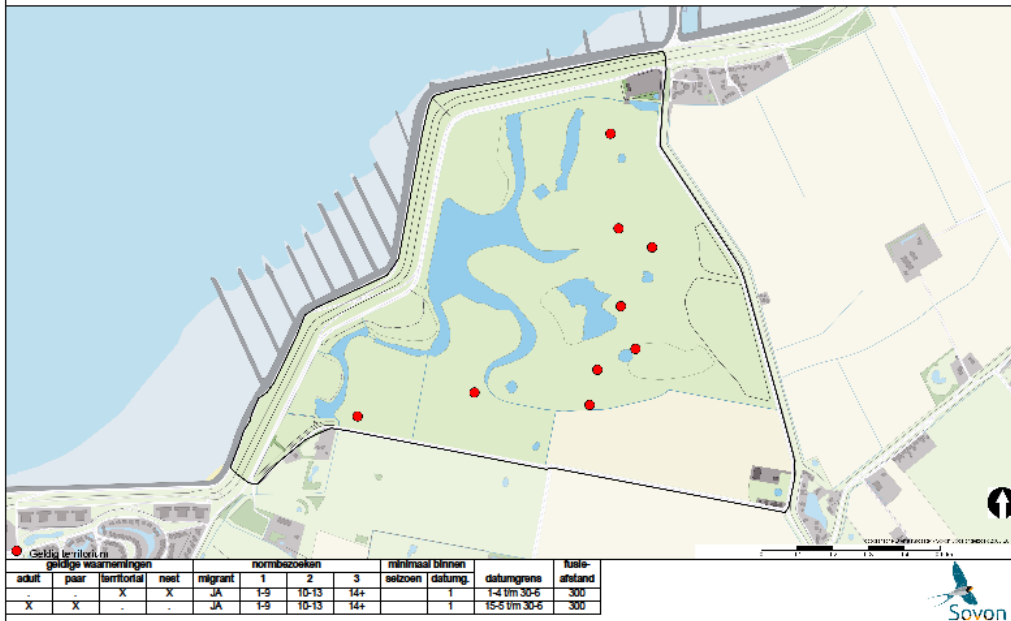 Geldig territorium
geldige waarnemingen normbezoeken minimaal binnen fusie-
adult paar territorial nest migrant 1 2 3 seizoen datumg. datumgrens afstand
. . X X JA 1-9 10-13 14+ 1 1-4 t/m 30-6 300
X X . . JA 1-9 10-13 14+ 1 15-5 t/m 30-6 300
Sovon